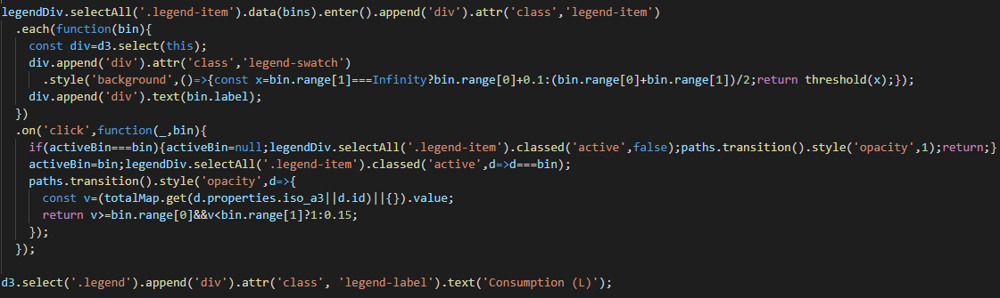 legendDiv.selectAll('.legend-item').data(bins).enter().append('div').attr('class','legend-item')
  .each(function(bin){
    const div=d3.select(this);
    div.append('div').attr('class','legend-swatch')
      .style('background',()=>{const x=bin.range[1]===Infinity?bin.range[0]+0.1:(bin.range[0]+bin.range[1])/2;return threshold(x);});
    div.append('div').text(bin.label);
  })
  .on('click',function(_,bin){
    if(activeBin===bin){activeBin=null;legendDiv.selectAll('.legend-item').classed('active',false);paths.transition().style('opacity',1);return;}
    activeBin=bin;legendDiv.selectAll('.legend-item').classed('active',d=>d===bin);
    paths.transition().style('opacity',d=>{
      const v=(totalMap.get(d.properties.iso_a3||d.id)||{}).value;
      return v>=bin.range[0]&&v<bin.range[1]?1:0.15;
    });
  });
d3.select('.legend').append('div').attr('class', 'legend-label').text('Consumption (L)');